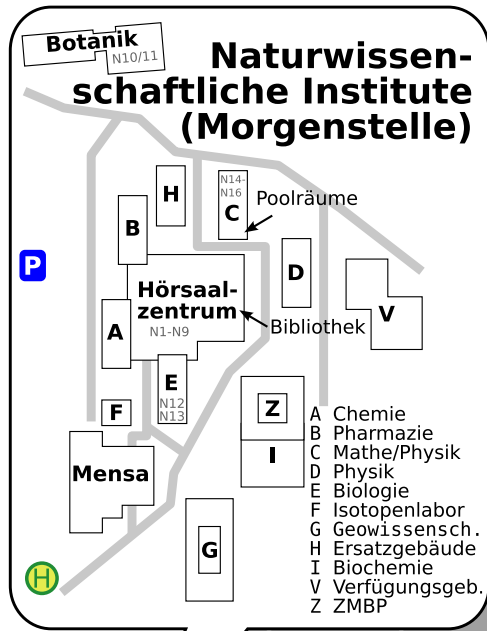 Botanik
N10/11
Naturwissen-
schaftliche Institute
(Morgenstelle)
N14-
N16
H
C
Poolräume
B
P
D
Hörsaal-
zentrum
N1-N9
V
A
Bibliothek
E
N12
N13
F
Z
I
Mensa
G
H
A Chemie
B Pharmazie
C Mathe/Physik
D Physik
E Biologie
F Isotopenlabor
G Geowissensch.
H Ersatzgebäude
I Biochemie
V Verfügungsgeb.
Z ZMBP